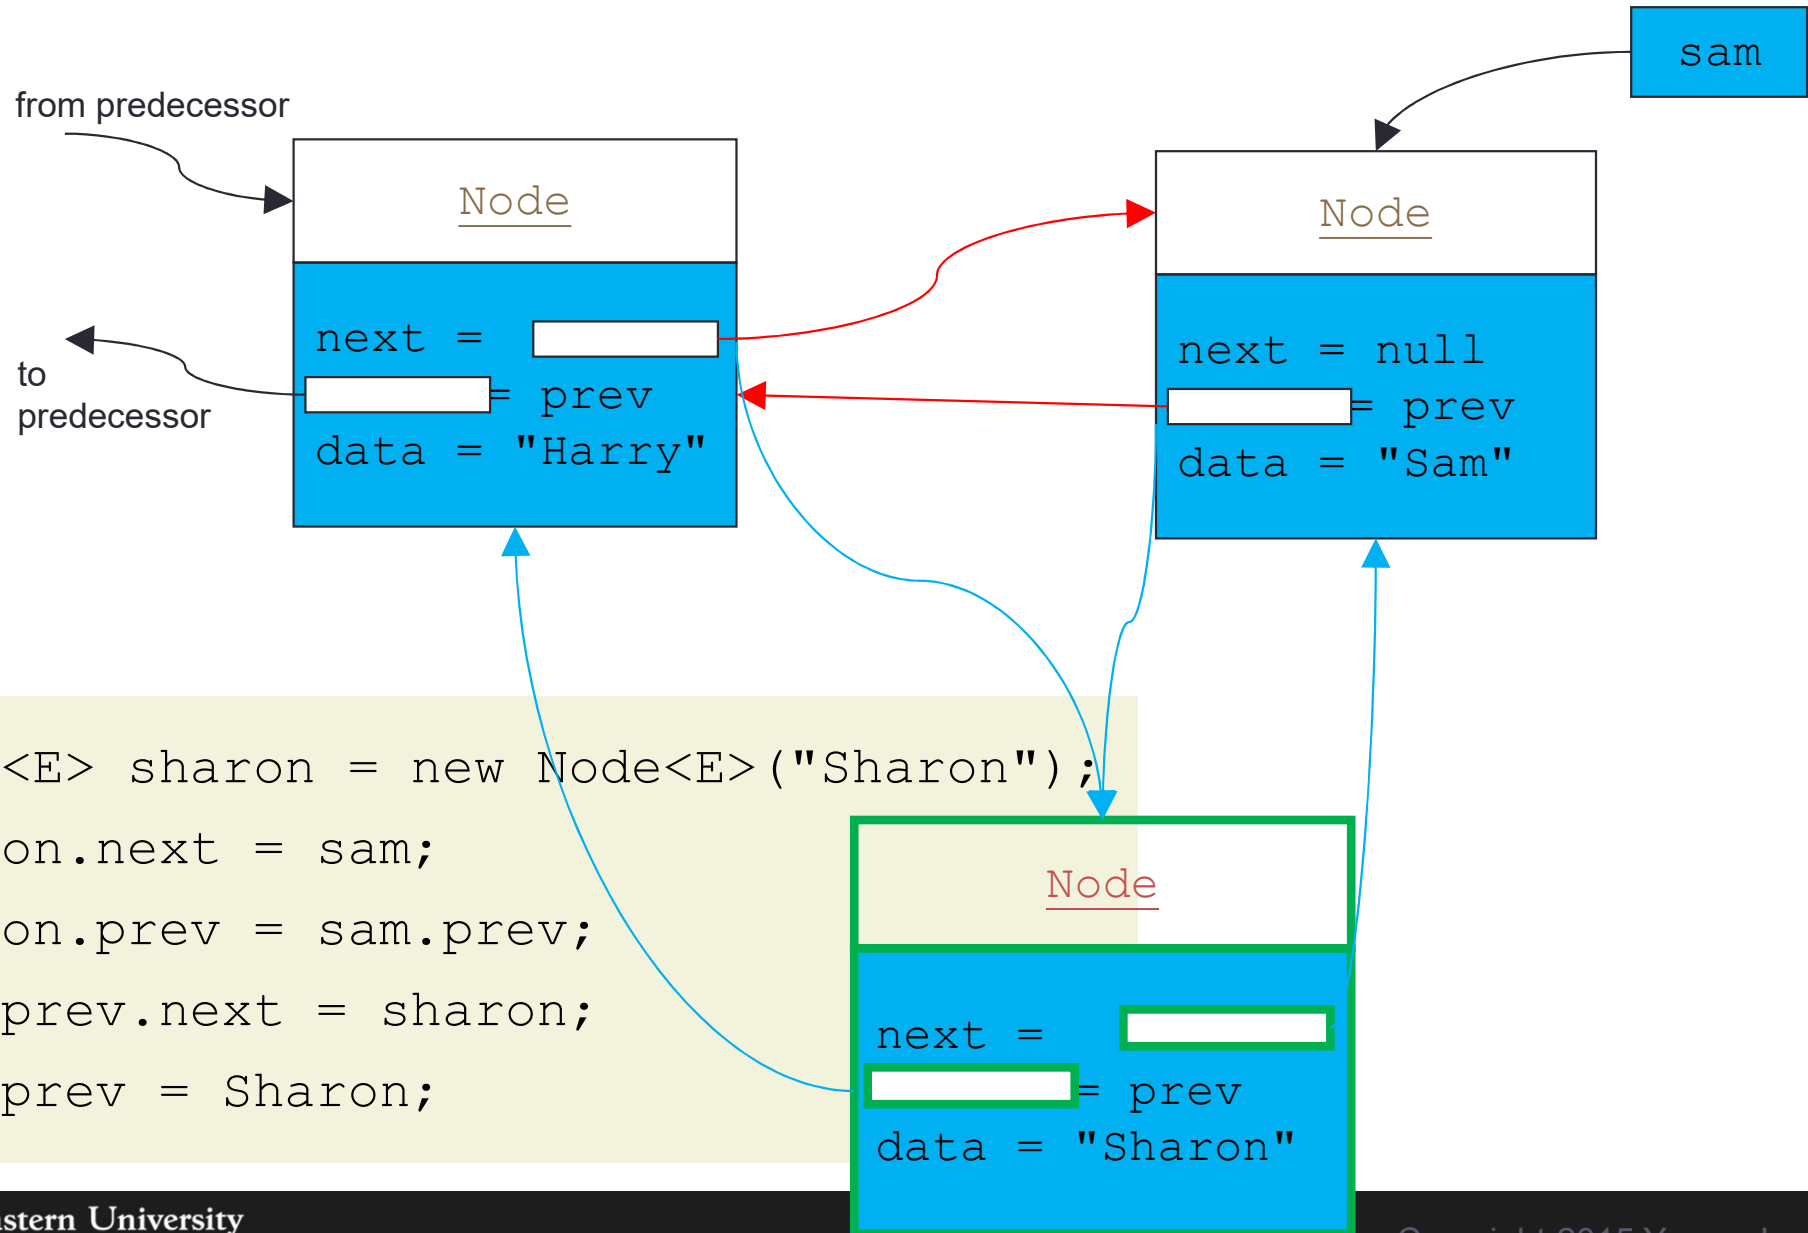 sam
from predecessor
Node
Node
next =
= prev
data = "Harry"
to
predecessor
next = null
= prev
data = "Sam"
<E> sharon = new Node<E>("Sharon");
on.next = sam;
on.prev = sam.prev;
prev.next = sharon;
prev = Sharon;
Node
next =
= prev
data = "Sharon"
stern University
Copyright 2015